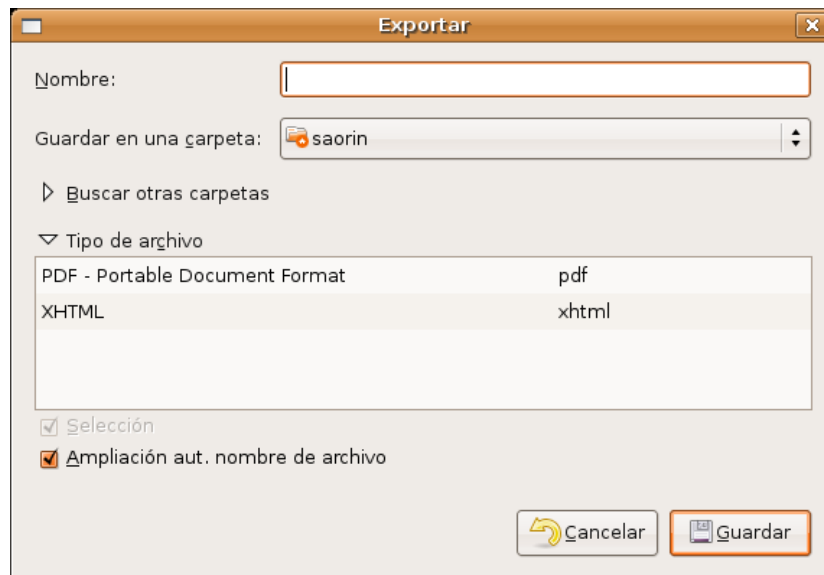 Exportar
Nombre:
Guardar en una carpeta: saorin
Buscar otras carpetas
Tipo de archivo
PDF - Portable Document Format pdf
XHTML xhtml
Selección
Ampliación aut. nombre de archivo
Cancelar Guardar